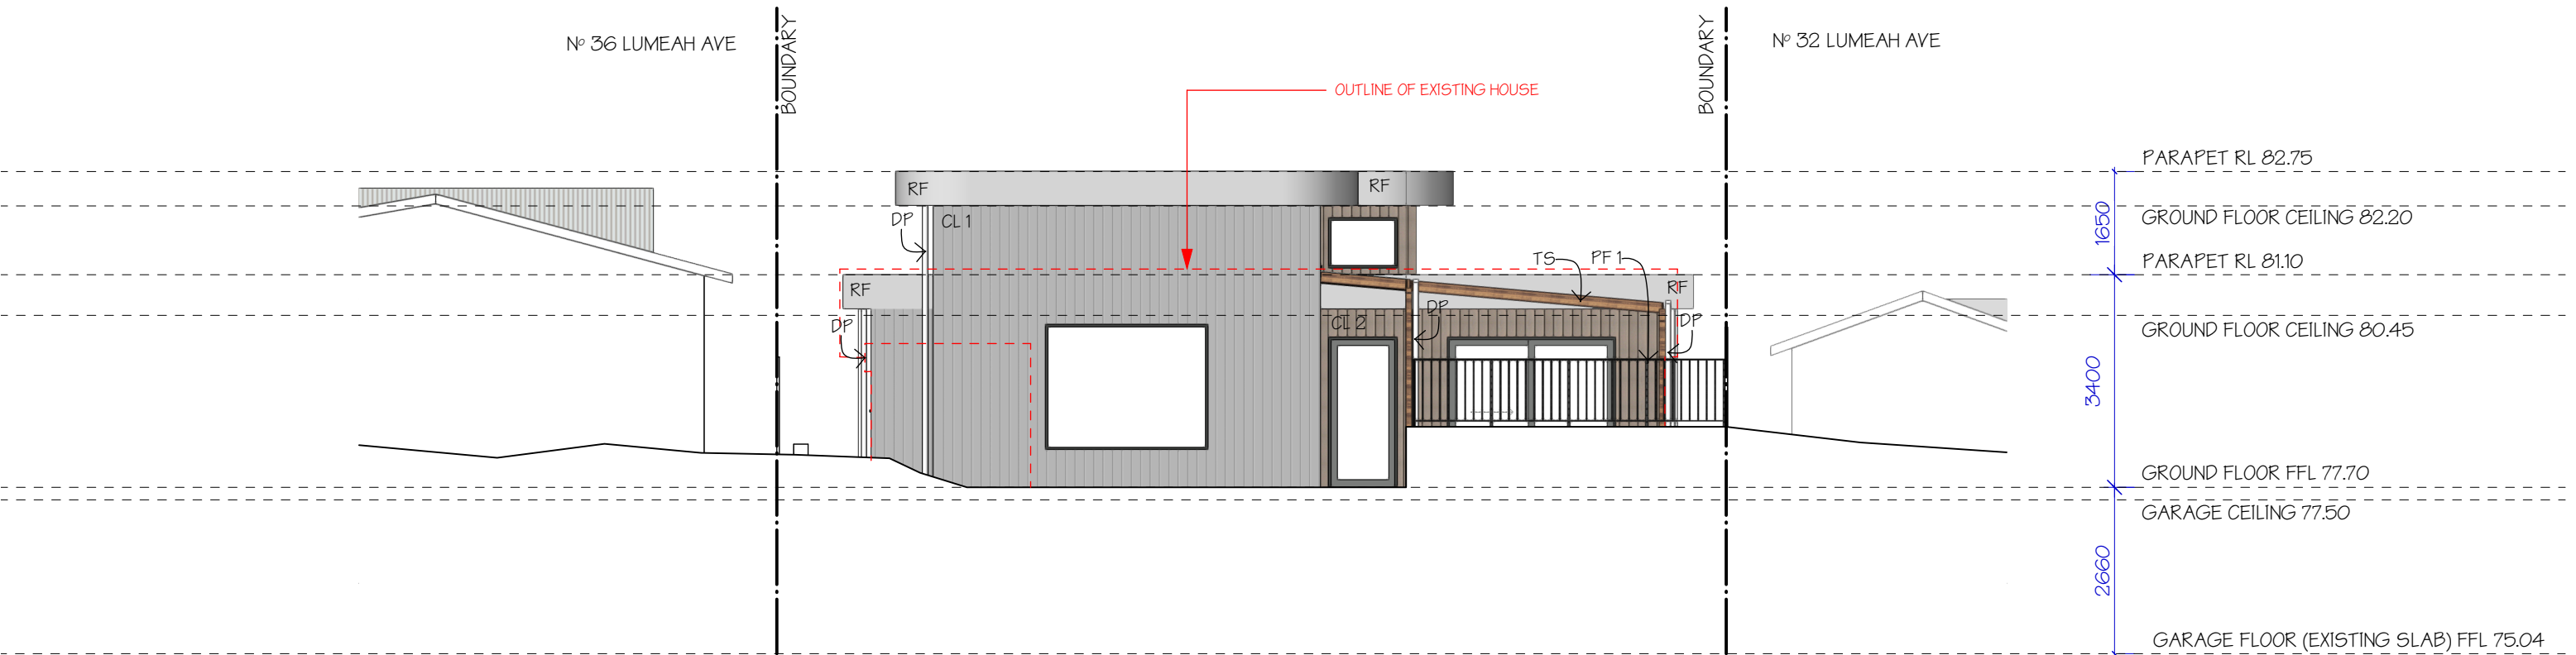 Nº 36 LUMEAH AVE
BOUNDARY
BOUNDARY
Nº 32 LUMEAH AVE
OUTLINE OF EXISTING HOUSE
PARAPET RL 82.75
RF
RF
DP
CL 1
GROUND FLOOR CEILING 82.20
1650
TS
PF 1
PARAPET RL 81.10
RF
RF
DP
CL 2
DP
DP
GROUND FLOOR CEILING 80.45
3400
GROUND FLOOR FFL 77.70
GARAGE CEILING 77.50
2660
GARAGE FLOOR (EXISTING SLAB) FFL 75.04